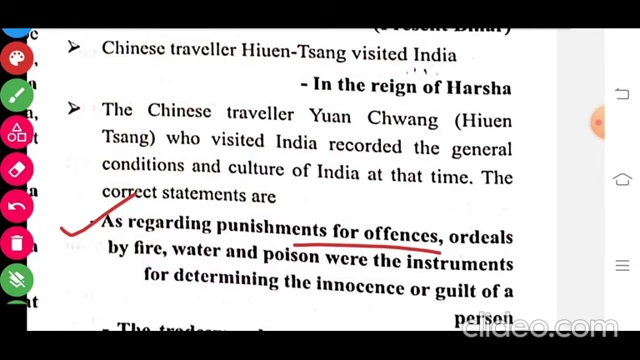 (Present Bihar)
➤ Chinese traveller Hiuen-Tsang visited India
- In the reign of Harsha
➤ The Chinese traveller Yuan Chwang (Hiuen
Tsang) who visited India recorded the general
conditions and culture of India at that time. The
correct statements are
- As regarding punishments for offences, ordeals
by fire, water and poison were the instruments
for determining the innocence or guilt of a
person
clideo.com